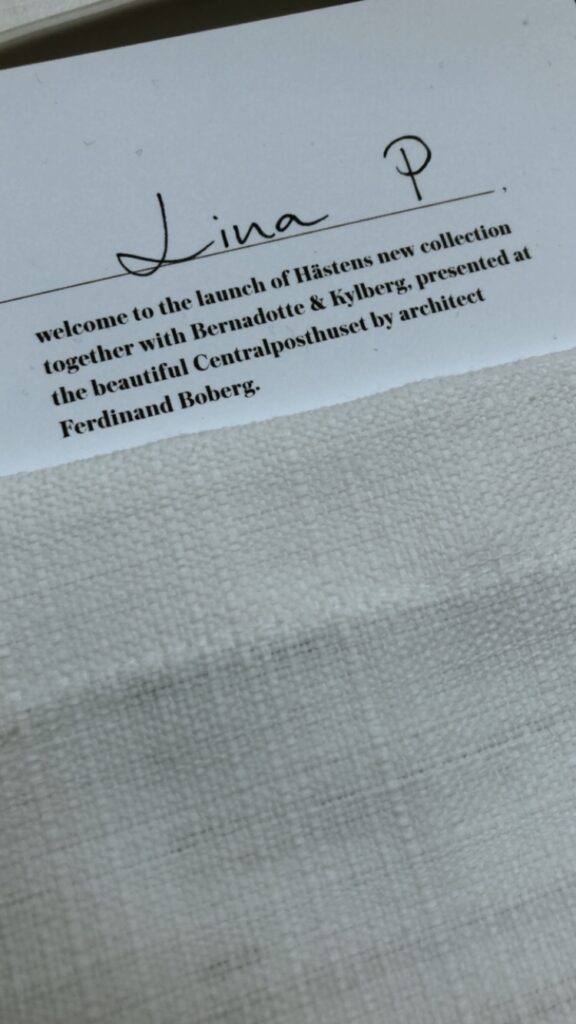 Lina P,
welcome to the launch of Hästens new collection
together with Bernadotte & Kylberg, presented at
the beautiful Centralposthuset by architect
Ferdinand Boberg.